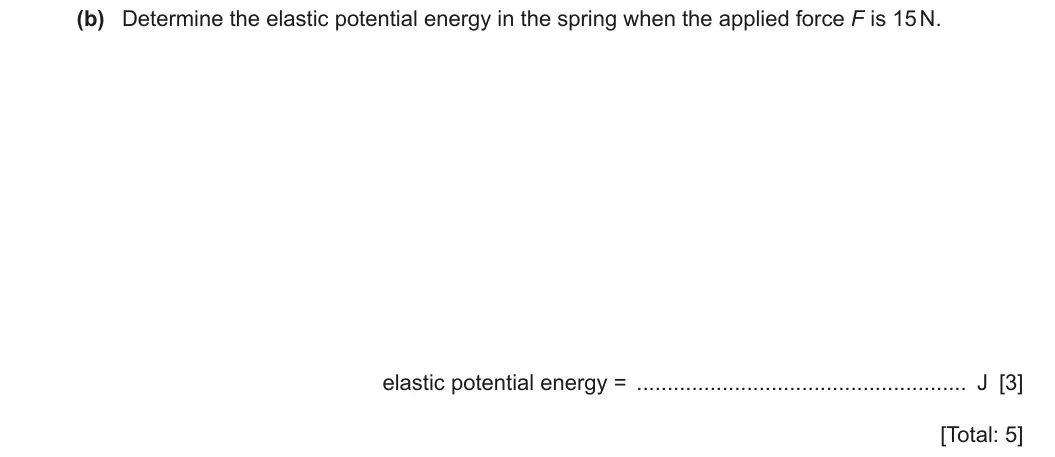 (b) Determine the elastic potential energy in the spring when the applied force F is 15 N.
elastic potential energy = ...................................................... J [3]
[Total: 5]